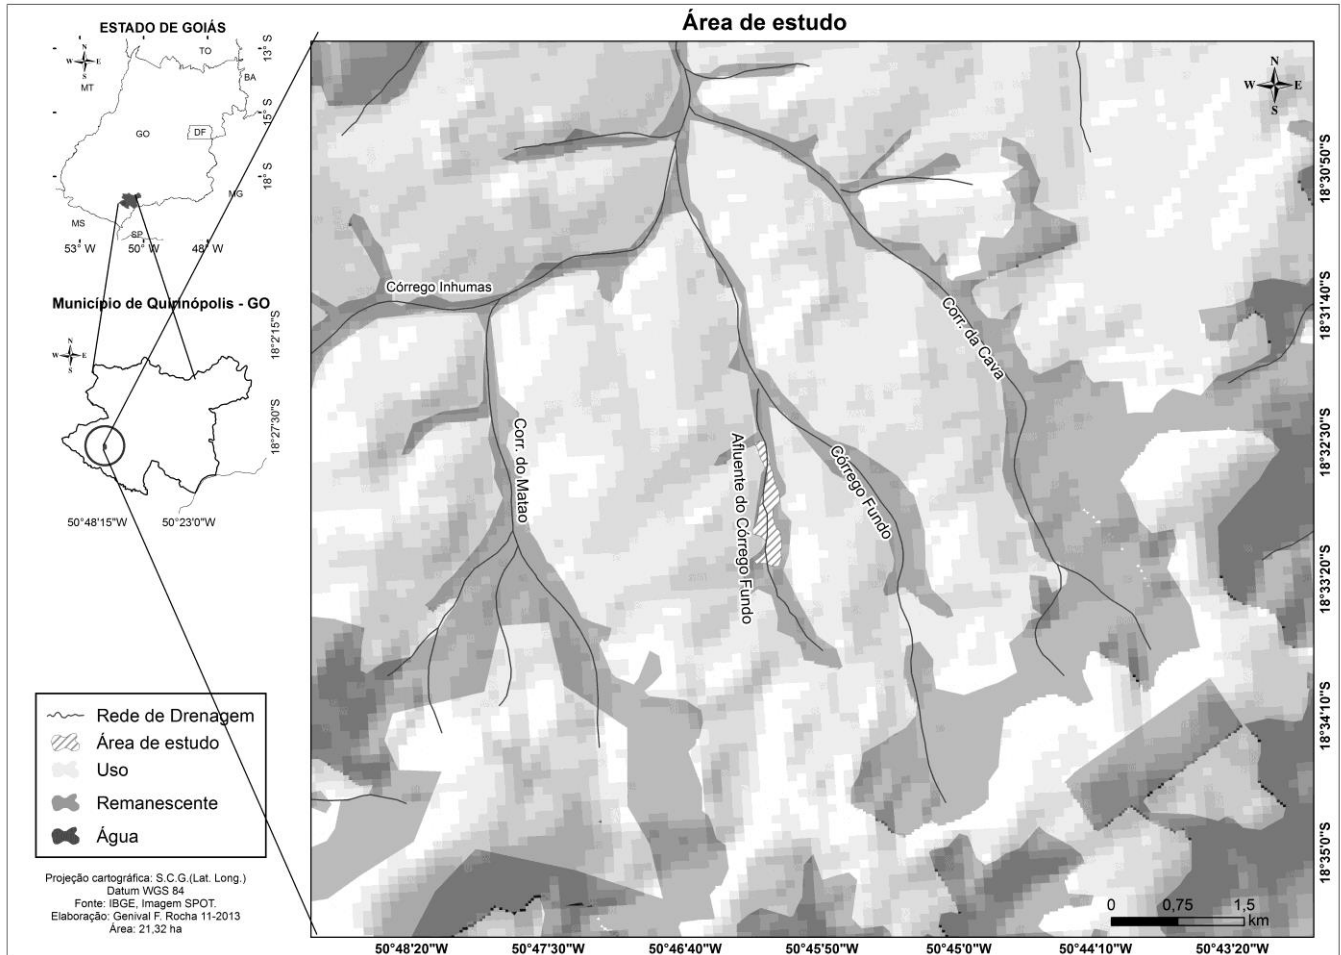 Área de estudo
ESTADO DE GOIÁS
N
W E
S
TO
BA
MT
GO
DF
MG
MS
SP
13° S
15° S
18° S
53° W
50° W
48° W
Município de Quirinópolis - GO
N
W E
S
18°2'15"S
18°27'30"S
50°48'15"W
50°23'0"W
Rede de Drenagem
Área de estudo
Uso
Remanescente
Água
Projeção cartográfica: S.C.G.(Lat. Long.)
Datum WGS 84
Fonte: IBGE, Imagem SPOT.
Elaboração: Genival F. Rocha 11-2013
Área: 21,32 ha
N
W E
S
Córrego Inhumas
Corr. do Matao
Afluente do Córrego Fundo
Córrego Fundo
Corr. da Cava
18°30'50"S
18°31'40"S
18°32'30"S
18°33'20"S
18°34'10"S
18°35'0"S
0 0,75 1,5
km
50°48'20"W
50°47'30"W
50°46'40"W
50°45'50"W
50°45'0"W
50°44'10"W
50°43'20"W